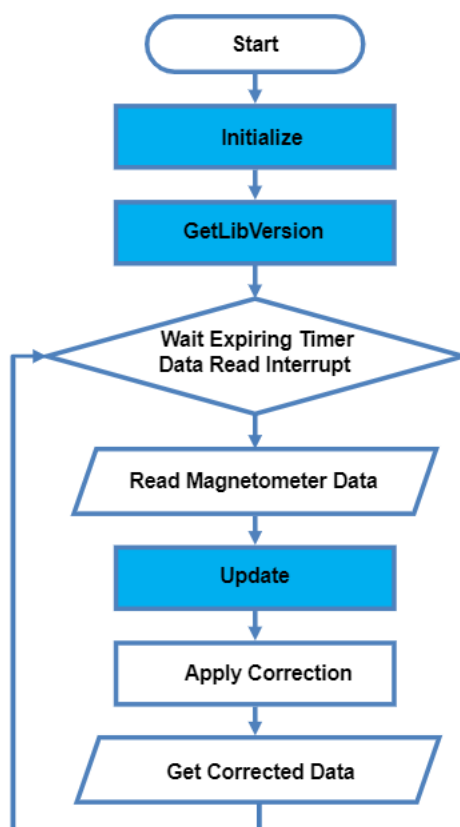 Start
Initialize
GetLibVersion
Wait Expiring Timer
Data Read Interrupt
Read Magnetometer Data
Update
Apply Correction
Get Corrected Data